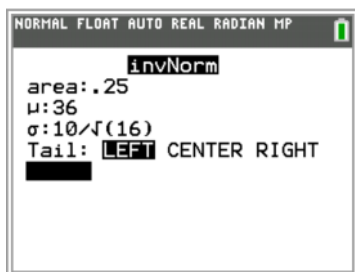 NORMAL FLOAT AUTO REAL RADIAN MP
invNorm
area:.25
μ:36
σ:10/√(16)
Tail: LEFT CENTER RIGHT